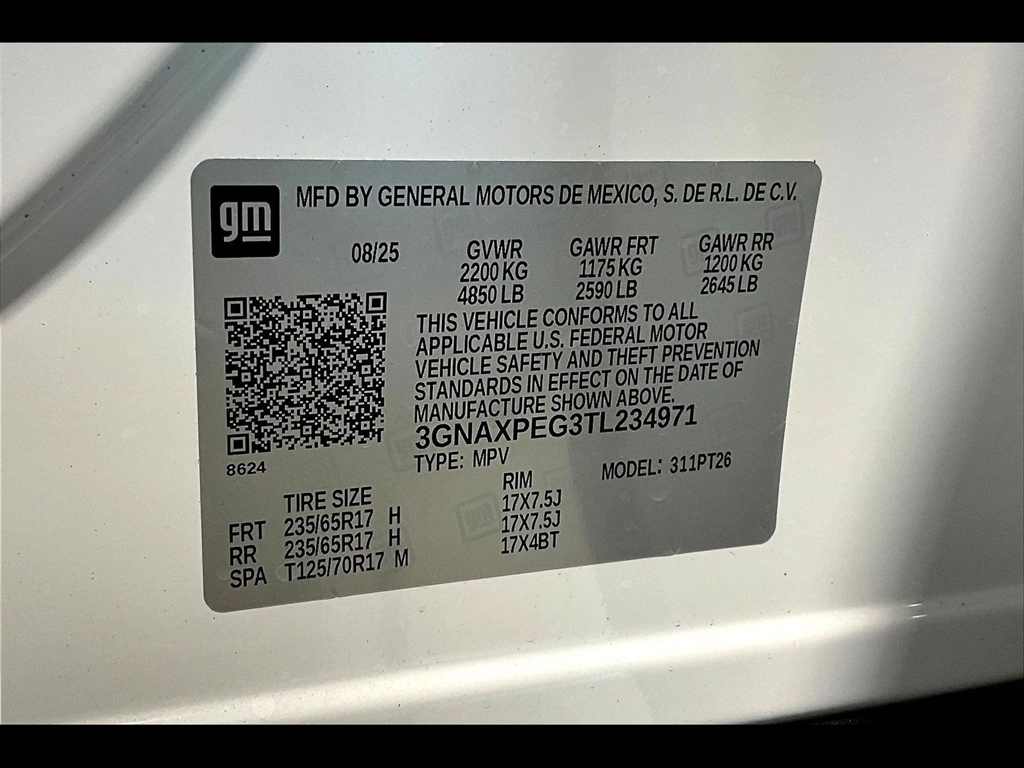 gm
MFD BY GENERAL MOTORS DE MEXICO, S. DE R.L. DE C.V.
08/25 GVWR GAWR FRT GAWR RR
2200 KG 1175 KG 1200 KG
4850 LB 2590 LB 2645 LB
THIS VEHICLE CONFORMS TO ALL
APPLICABLE U.S. FEDERAL MOTOR
VEHICLE SAFETY AND THEFT PREVENTION
STANDARDS IN EFFECT ON THE DATE OF
MANUFACTURE SHOWN ABOVE.
3GNAXPEG3TL234971
8624
TYPE: MPV MODEL: 311PT26
TIRE SIZE RIM
FRT 235/65R17 H 17X7.5J
RR 235/65R17 H 17X7.5J
SPA T125/70R17 M 17X4BT